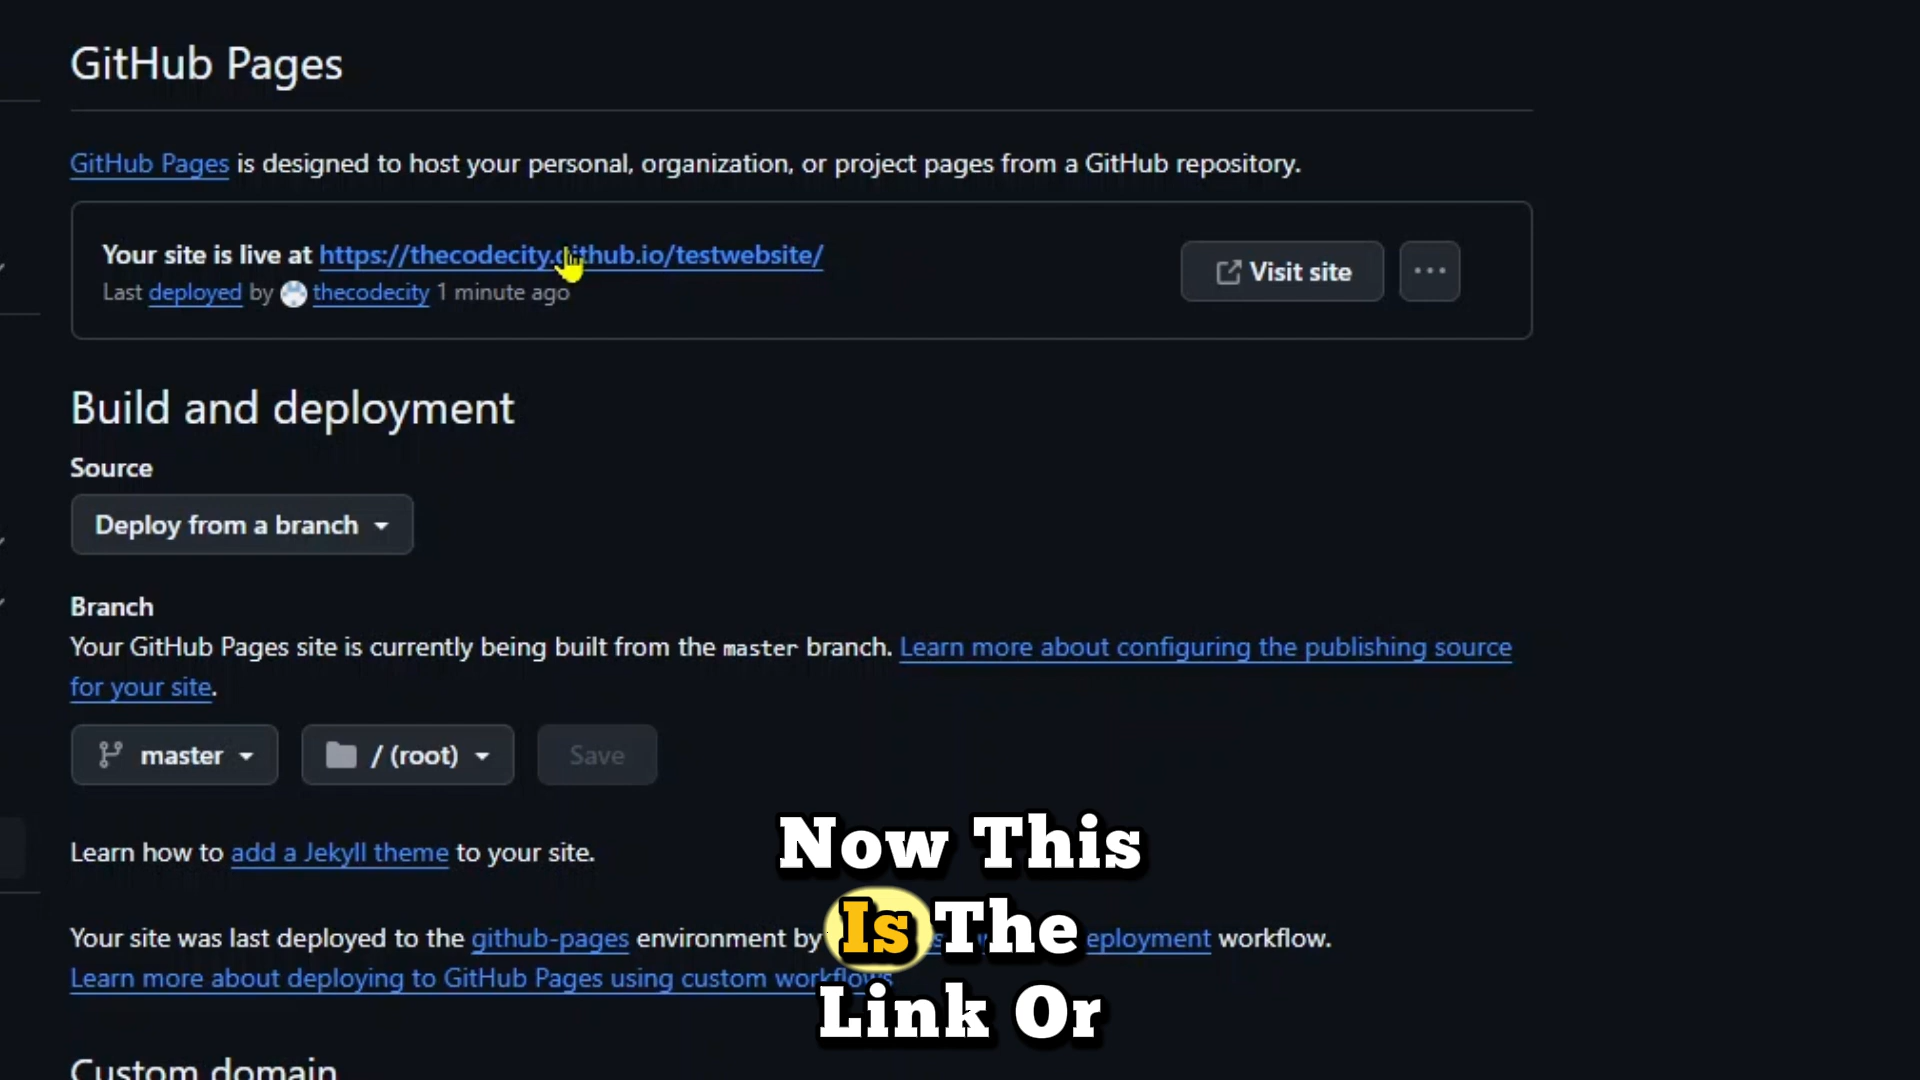 GitHub Pages
GitHub Pages is designed to host your personal, organization, or project pages from a GitHub repository.
Your site is live at https://thecodecity.github.io/testwebsite/
Visit site
Last deployed by thecodecity 1 minute ago
Build and deployment
Source
Deploy from a branch
Branch
Your GitHub Pages site is currently being built from the master branch. Learn more about configuring the publishing source
for your site.
master
/ (root)
Save
Learn how to add a Jekyll theme to your site.
Your site was last deployed to the github-pages environment by eployment workflow.
Learn more about deploying to GitHub Pages using custom workflows
Now This
Is The
Link Or
Custom domain